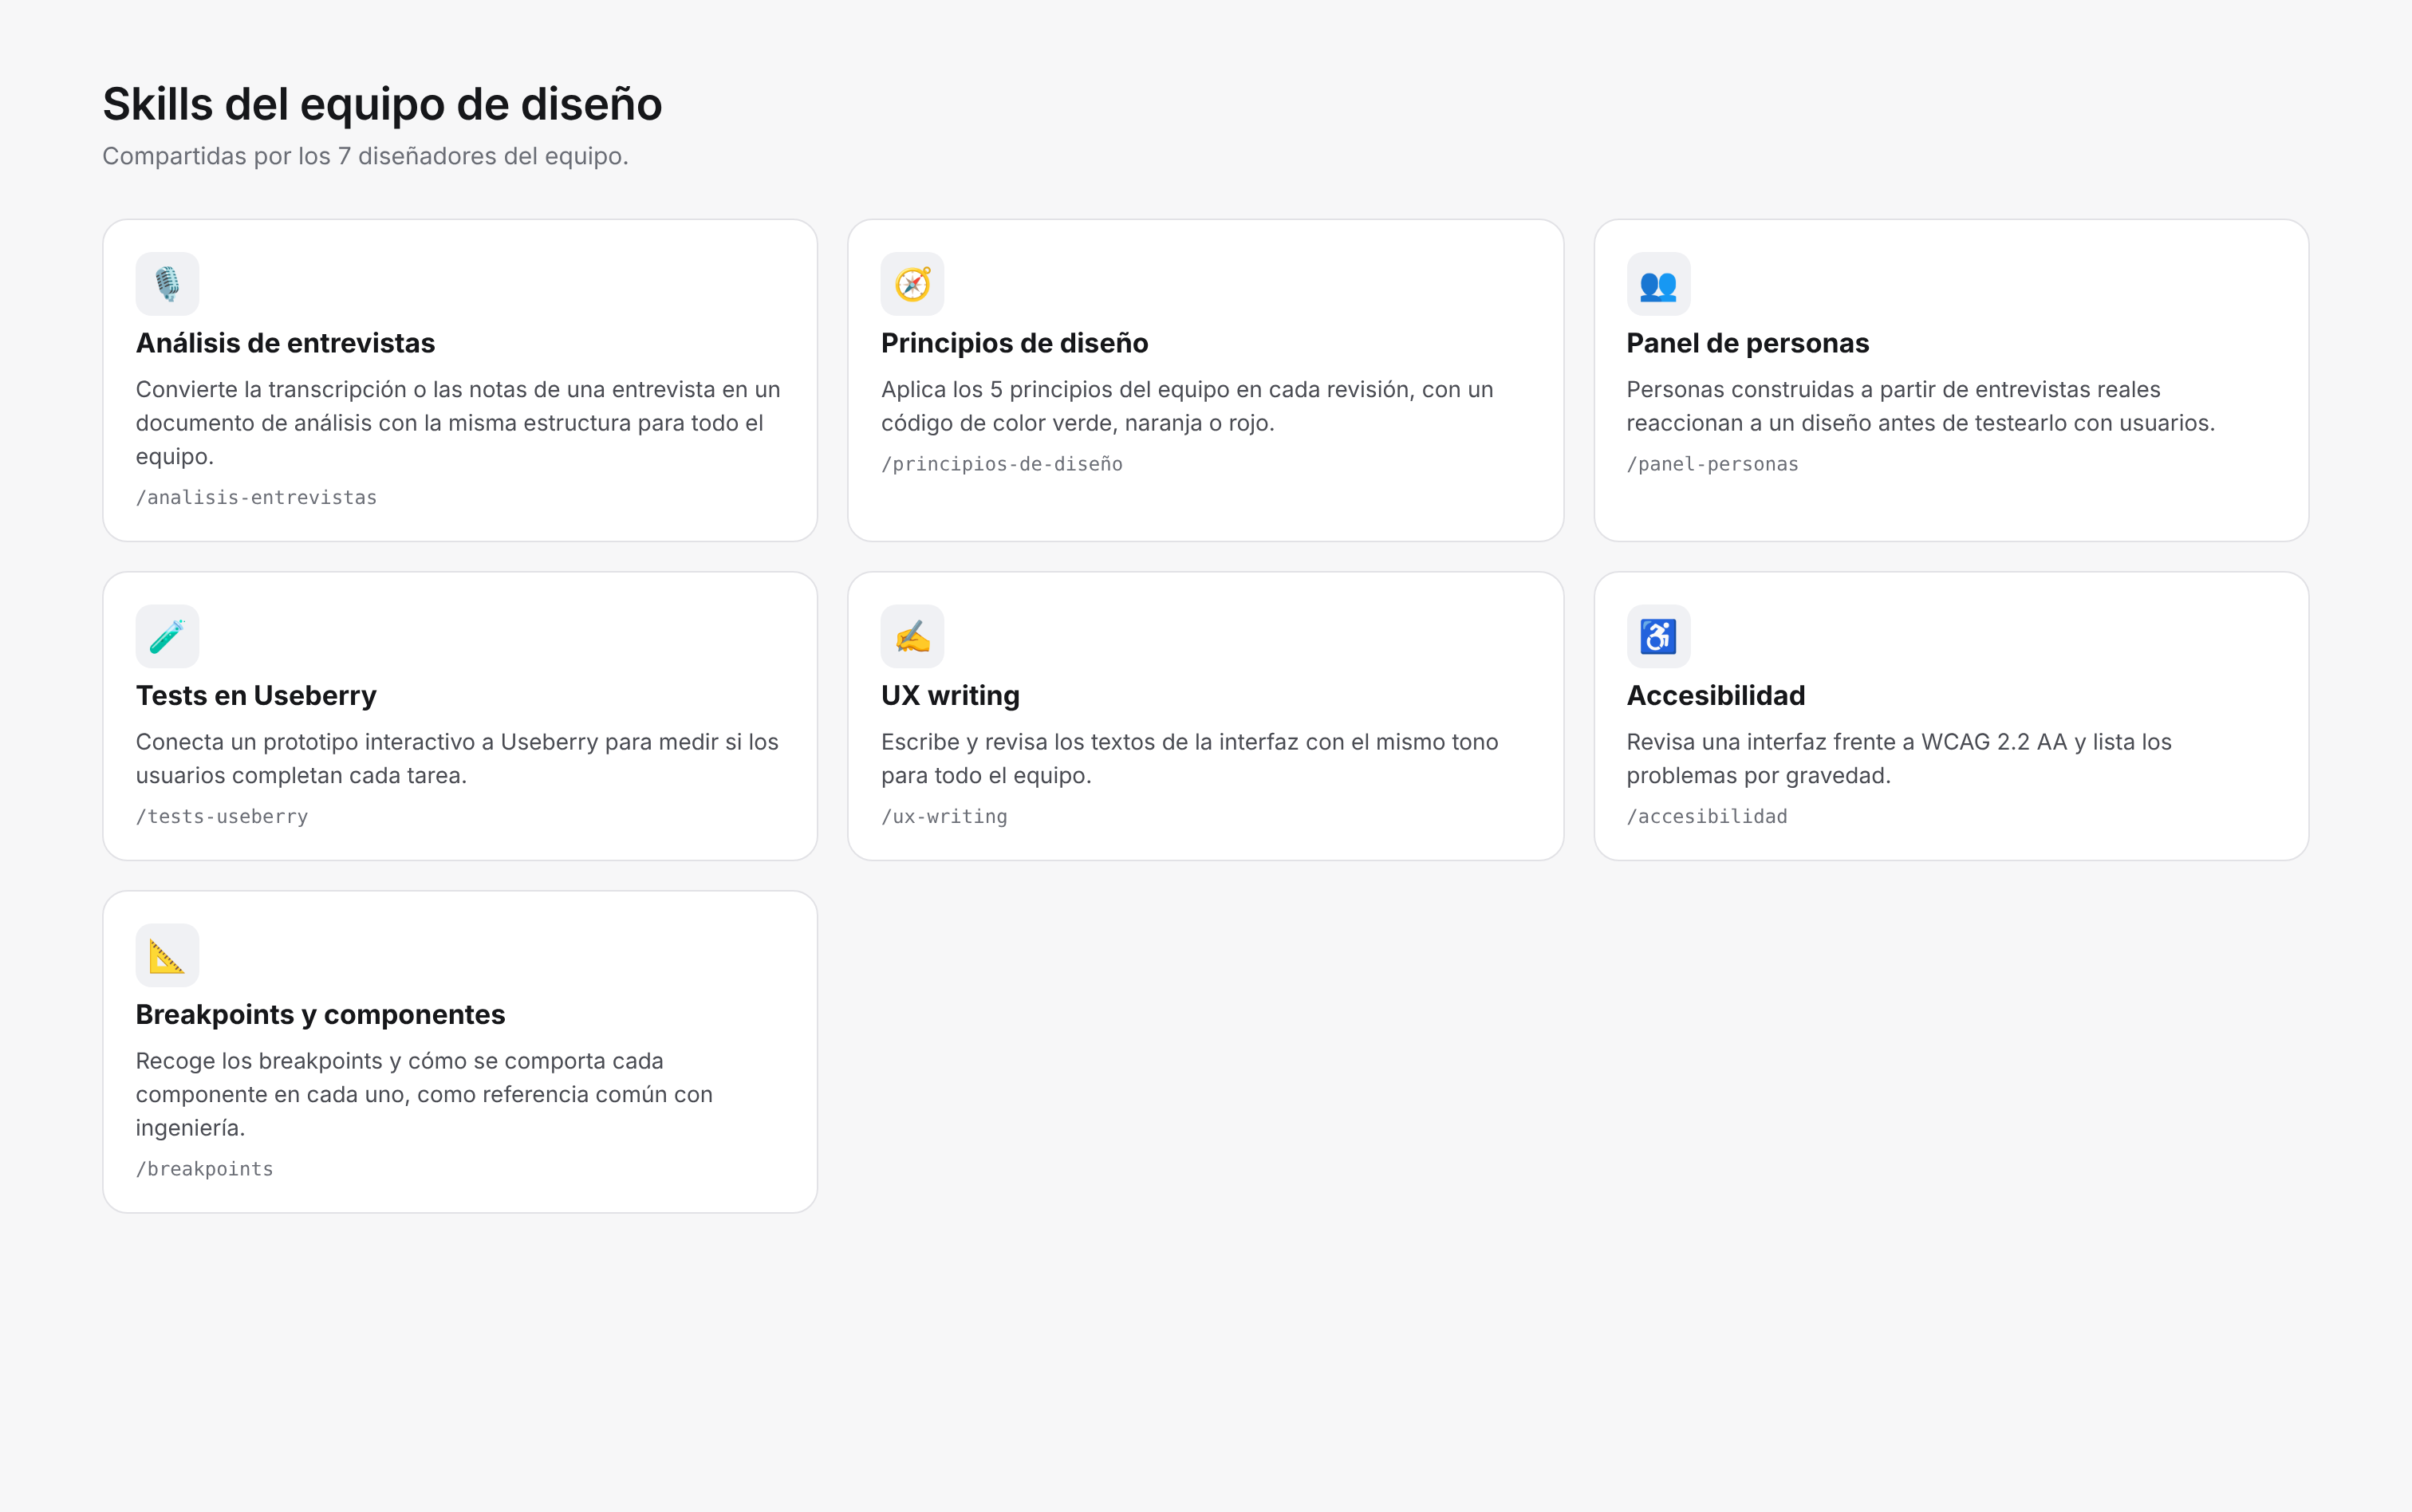 Skills del equipo de diseño
Compartidas por los 7 diseñadores del equipo.
Análisis de entrevistas
Convierte la transcripción o las notas de una entrevista en un
documento de análisis con la misma estructura para todo el
equipo.
/analisis-entrevistas
Principios de diseño
Aplica los 5 principios del equipo en cada revisión, con un
código de color verde, naranja o rojo.
/principios-de-diseño
Panel de personas
Personas construidas a partir de entrevistas reales
reaccionan a un diseño antes de testearlo con usuarios.
/panel-personas
Tests en Useberry
Conecta un prototipo interactivo a Useberry para medir si los
usuarios completan cada tarea.
/tests-useberry
UX writing
Escribe y revisa los textos de la interfaz con el mismo tono
para todo el equipo.
/ux-writing
Accesibilidad
Revisa una interfaz frente a WCAG 2.2 AA y lista los
problemas por gravedad.
/accesibilidad
Breakpoints y componentes
Recoge los breakpoints y cómo se comporta cada
componente en cada uno, como referencia común con
ingeniería.
/breakpoints